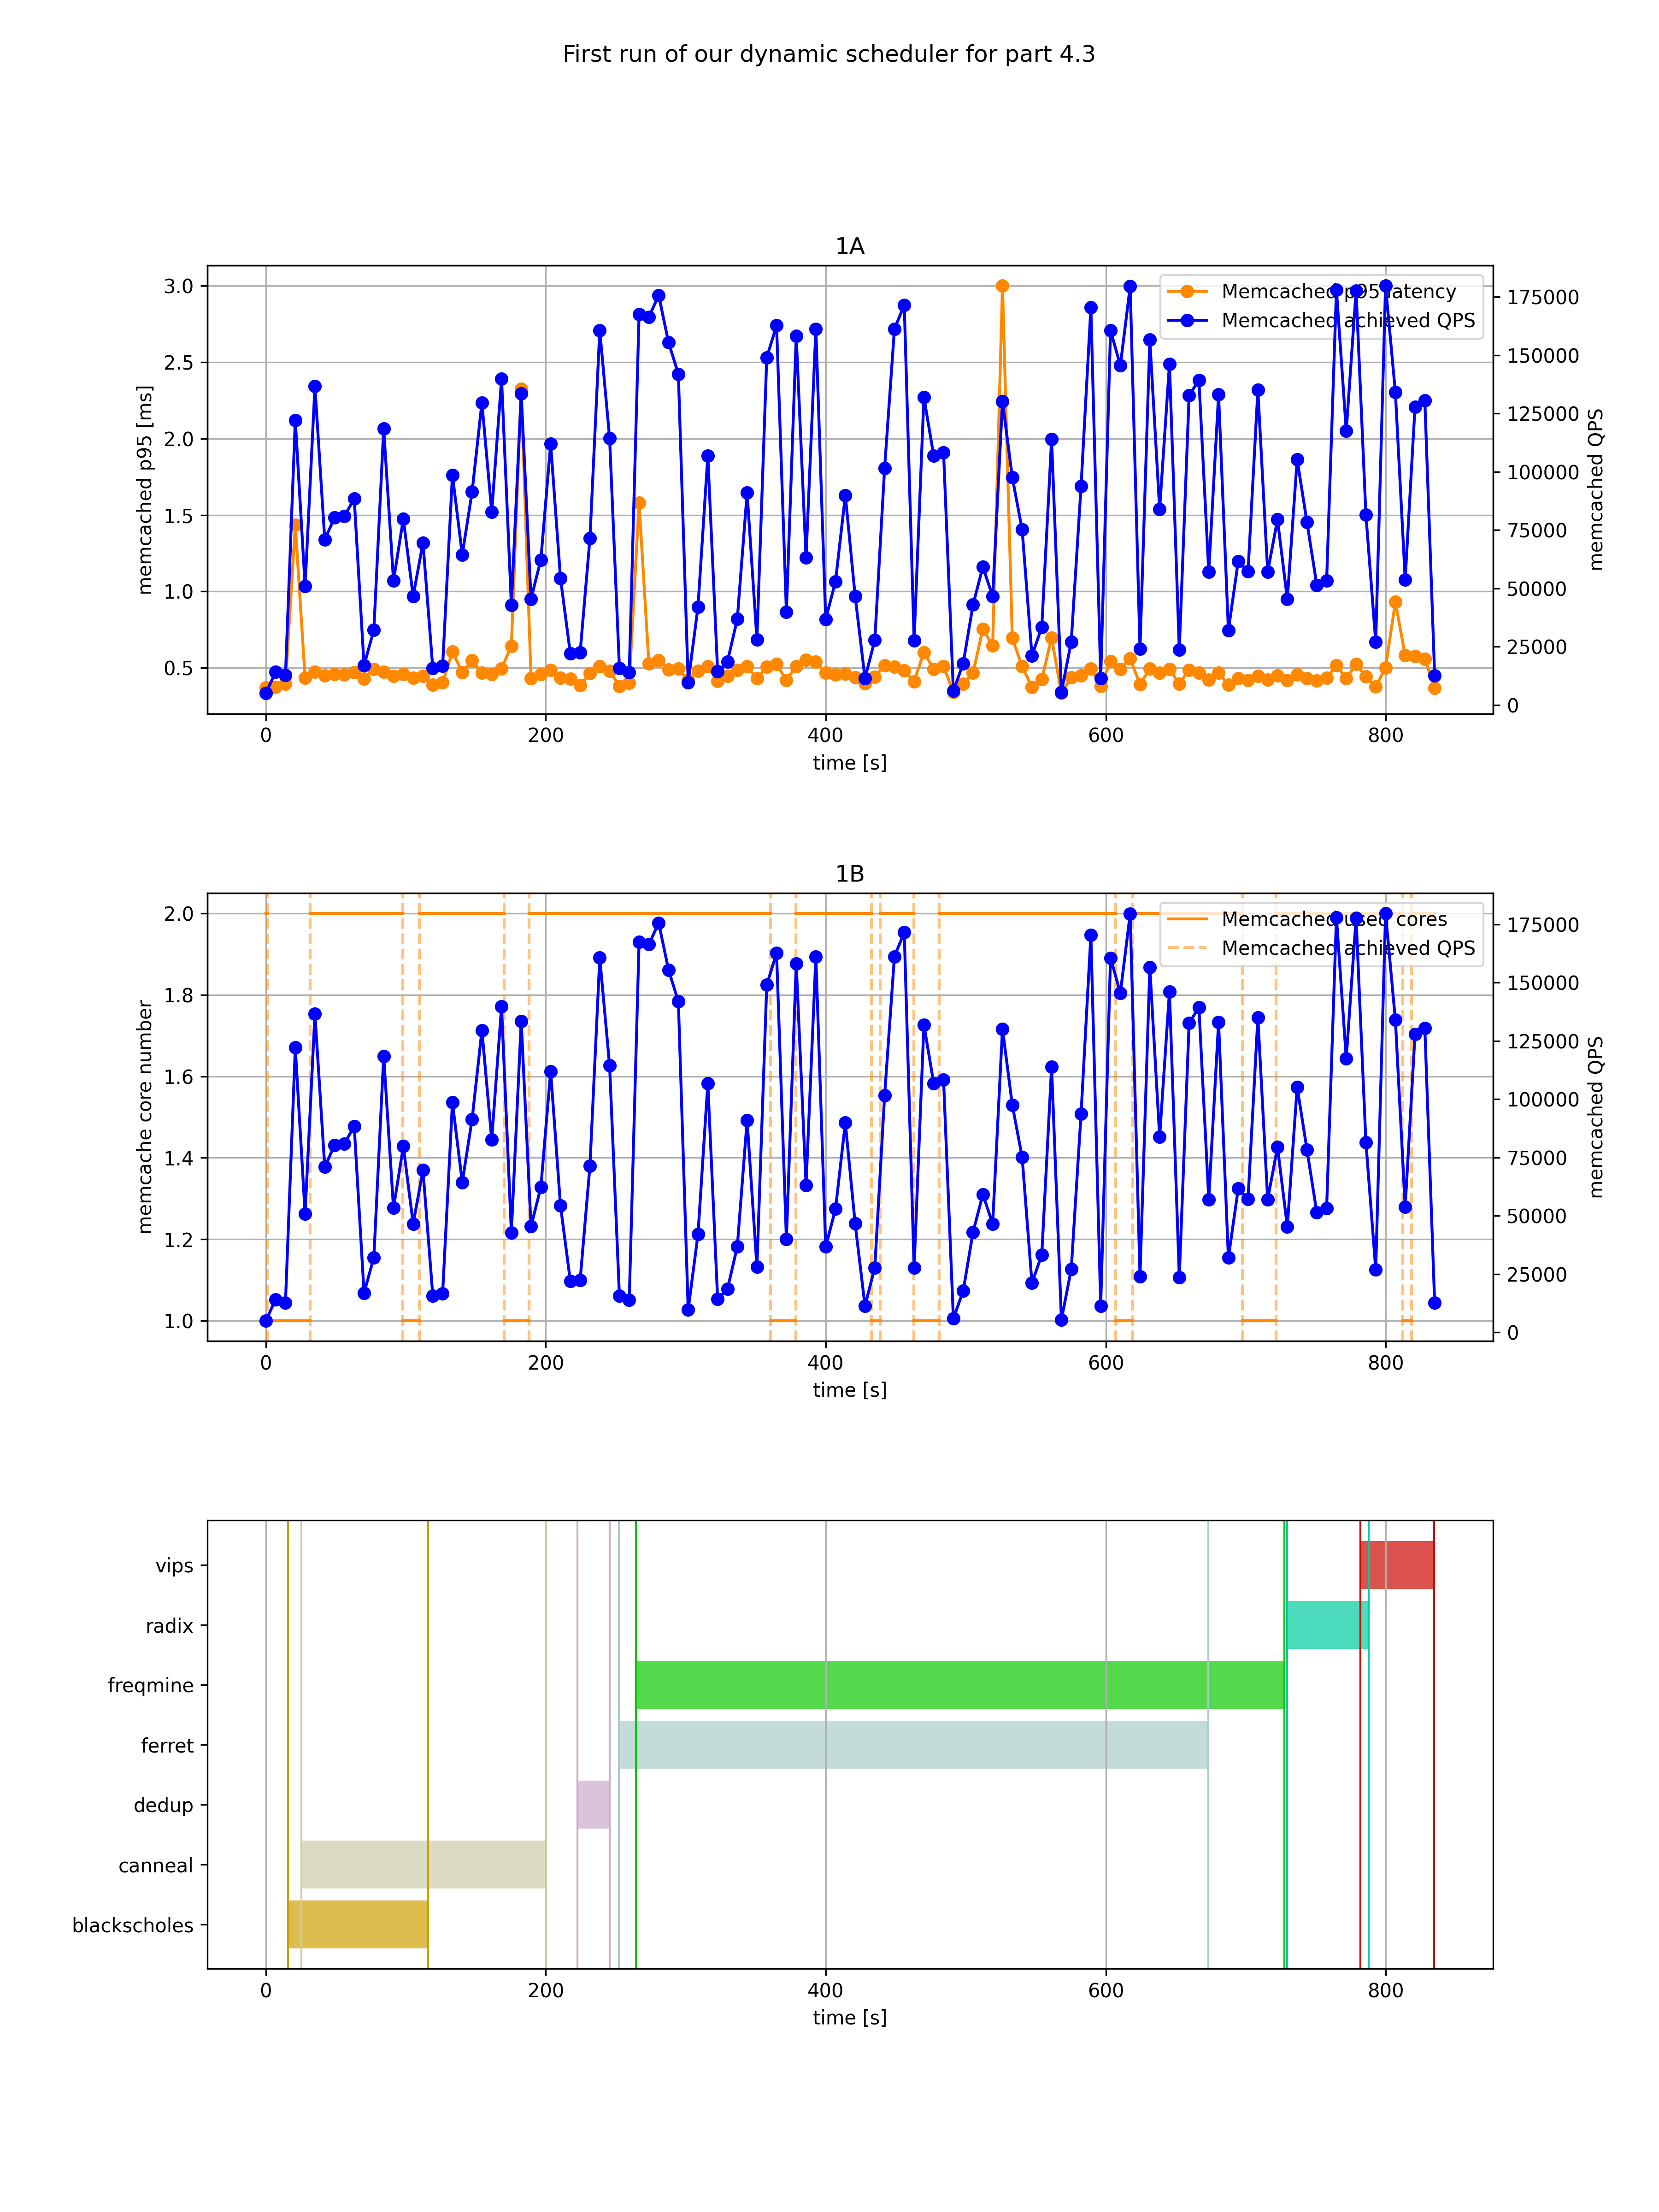 First run of our dynamic scheduler for part 4.3
1A
3.0
2.5
2.0
1.5
1.0
0.5
memcached p95 [ms]
Memcached p95 latency
Memcached achieved QPS
175000
150000
125000
100000
75000
50000
25000
0
memcached QPS
0 200 400 600 800
time [s]
1B
2.0
1.8
1.6
1.4
1.2
1.0
memcache core number
Memcached used cores
Memcached achieved QPS
175000
150000
125000
100000
75000
50000
25000
0
memcached QPS
0 200 400 600 800
time [s]
vips
radix
freqmine
ferret
dedup
canneal
blackscholes
0 200 400 600 800
time [s]